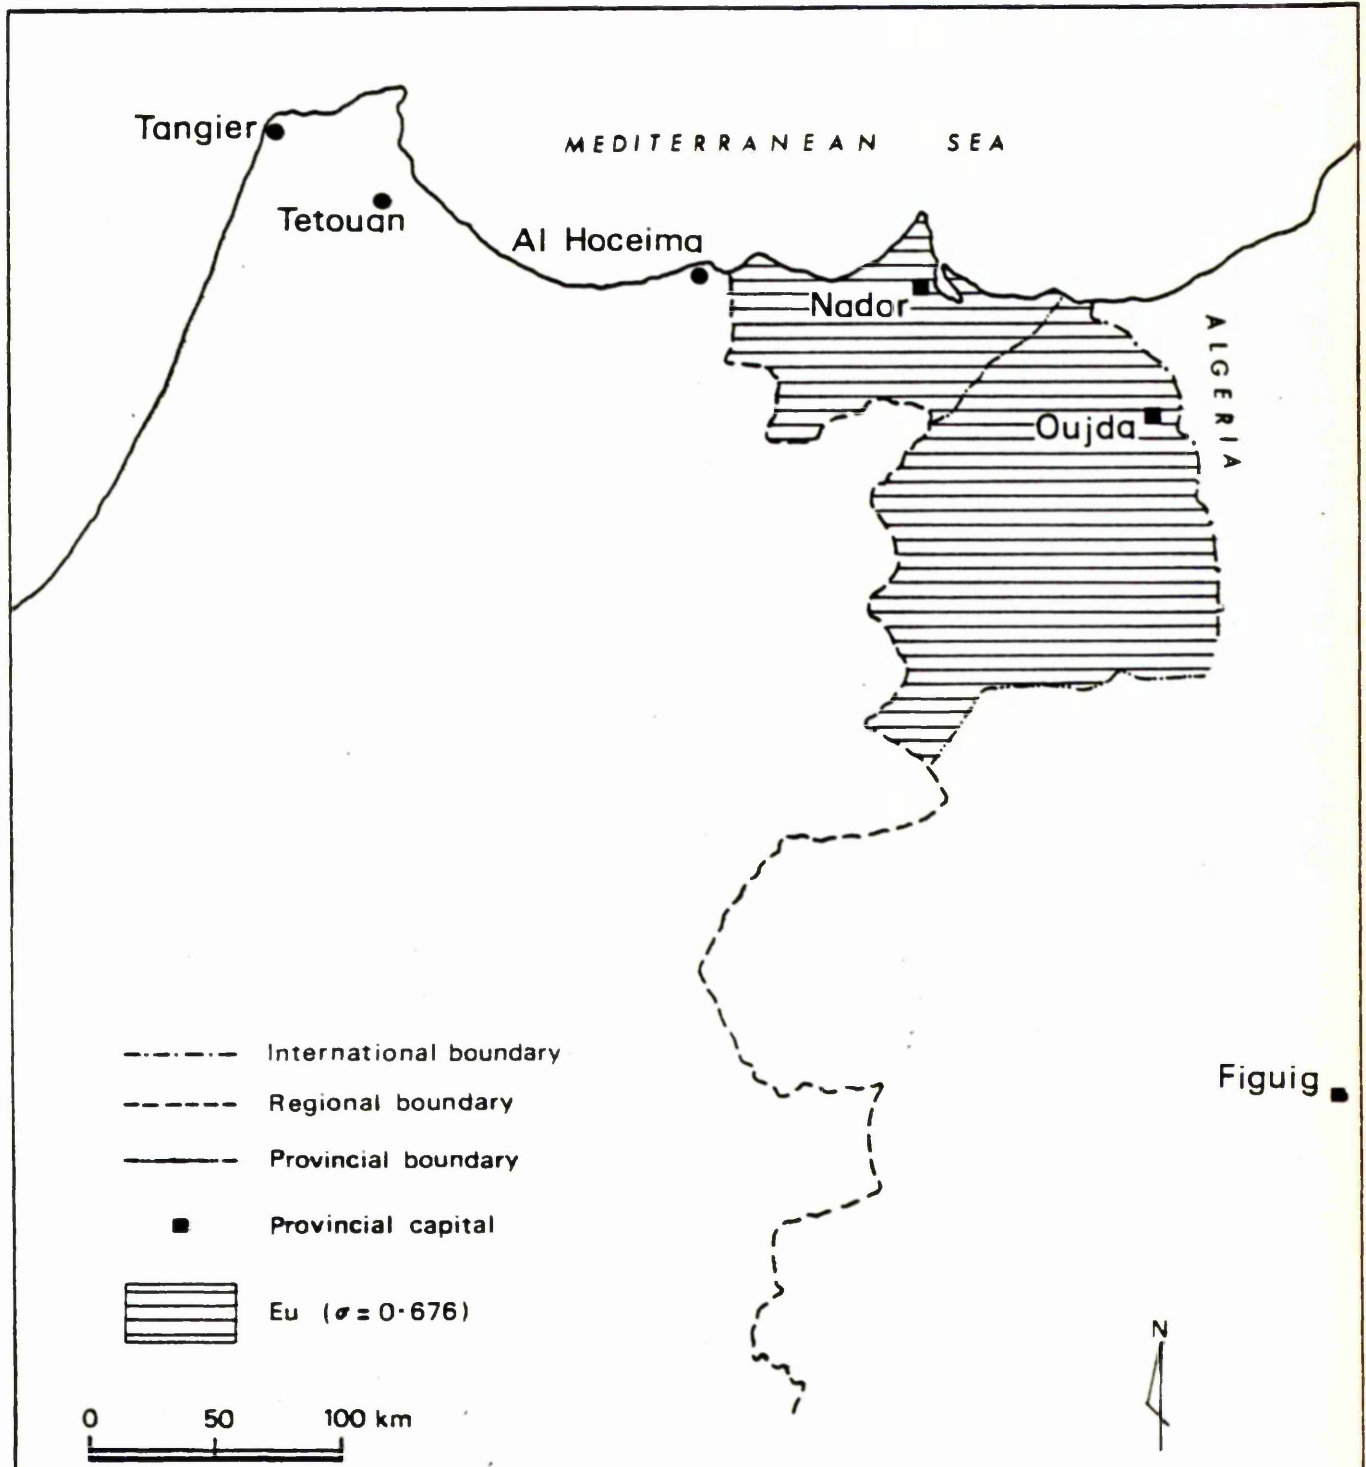 Tangier
MEDITERRANEAN SEA
Tetouan
Al Hoceima
Nador
ALGERIA
Oujda
International boundary
Regional boundary
Figuig
Provincial boundary
Provincial capital
Eu (σ = 0·676)
N
0 50 100 km